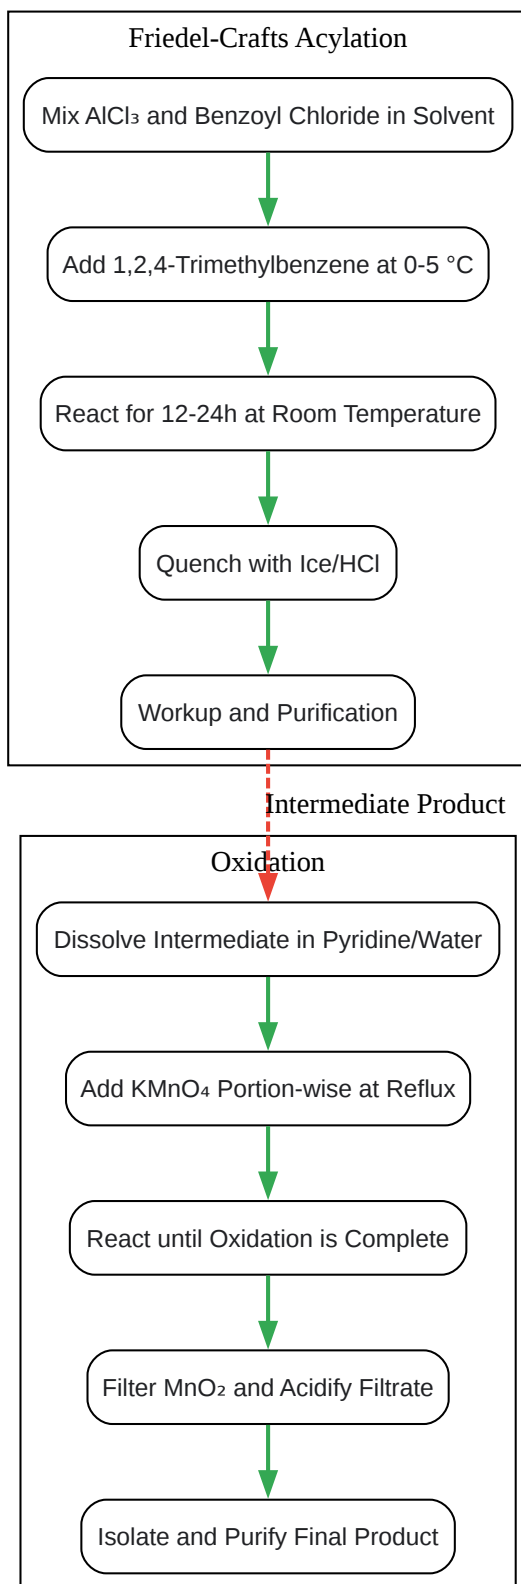 Friedel-Crafts Acylation
Mix AlCl₃ and Benzoyl Chloride in Solvent
Add 1,2,4-Trimethylbenzene at 0-5 °C
React for 12-24h at Room Temperature
Quench with Ice/HCl
Workup and Purification
Intermediate Product
Oxidation
Dissolve Intermediate in Pyridine/Water
Add KMnO₄ Portion-wise at Reflux
React until Oxidation is Complete
Filter MnO₂ and Acidify Filtrate
Isolate and Purify Final Product